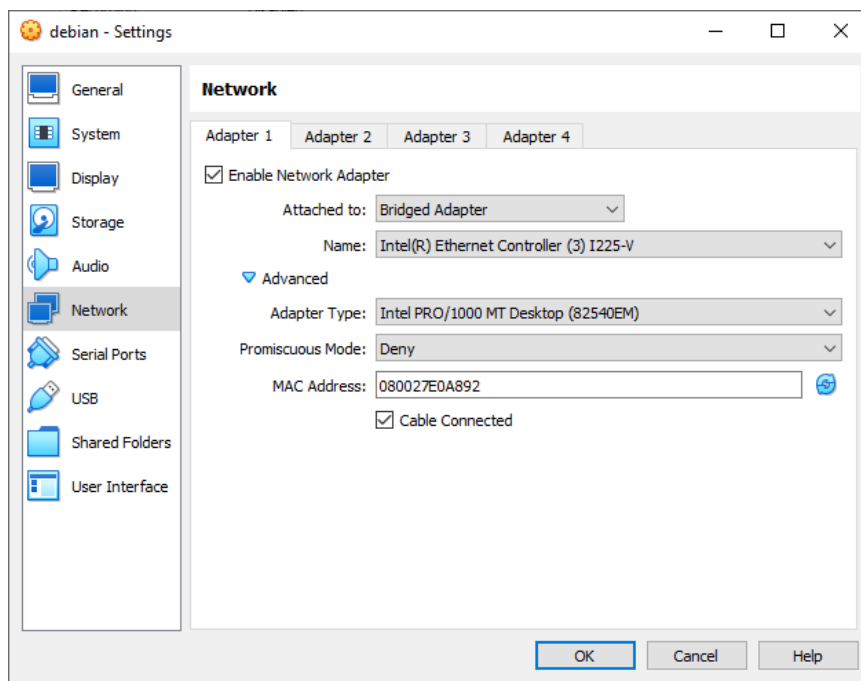 debian - Settings
General
System
Display
Storage
Audio
Network
Serial Ports
USB
Shared Folders
User Interface
Network
Adapter 1 Adapter 2 Adapter 3 Adapter 4
Enable Network Adapter
Attached to: Bridged Adapter
Name: Intel(R) Ethernet Controller (3) I225-V
Advanced
Adapter Type: Intel PRO/1000 MT Desktop (82540EM)
Promiscuous Mode: Deny
MAC Address: 080027E0A892
Cable Connected
OK Cancel Help